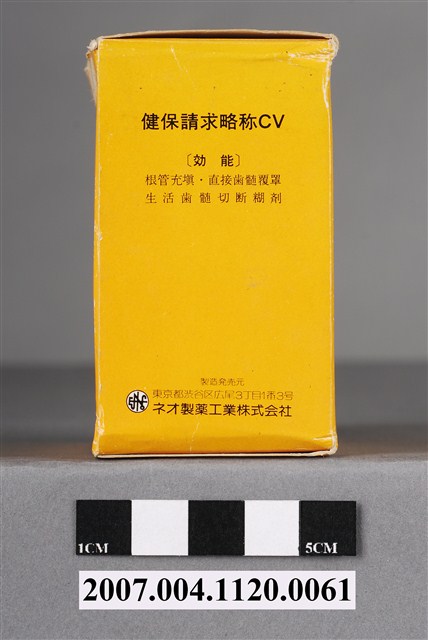 健保請求略称CV
〔効能〕
根管充填・直接歯髄覆罩
生活歯髄切断糊剤
製造発売元
東京都渋谷区広尾3丁目1番3号
ネオ製薬工業株式会社
1CM
5CM
2007.004.1120.0061